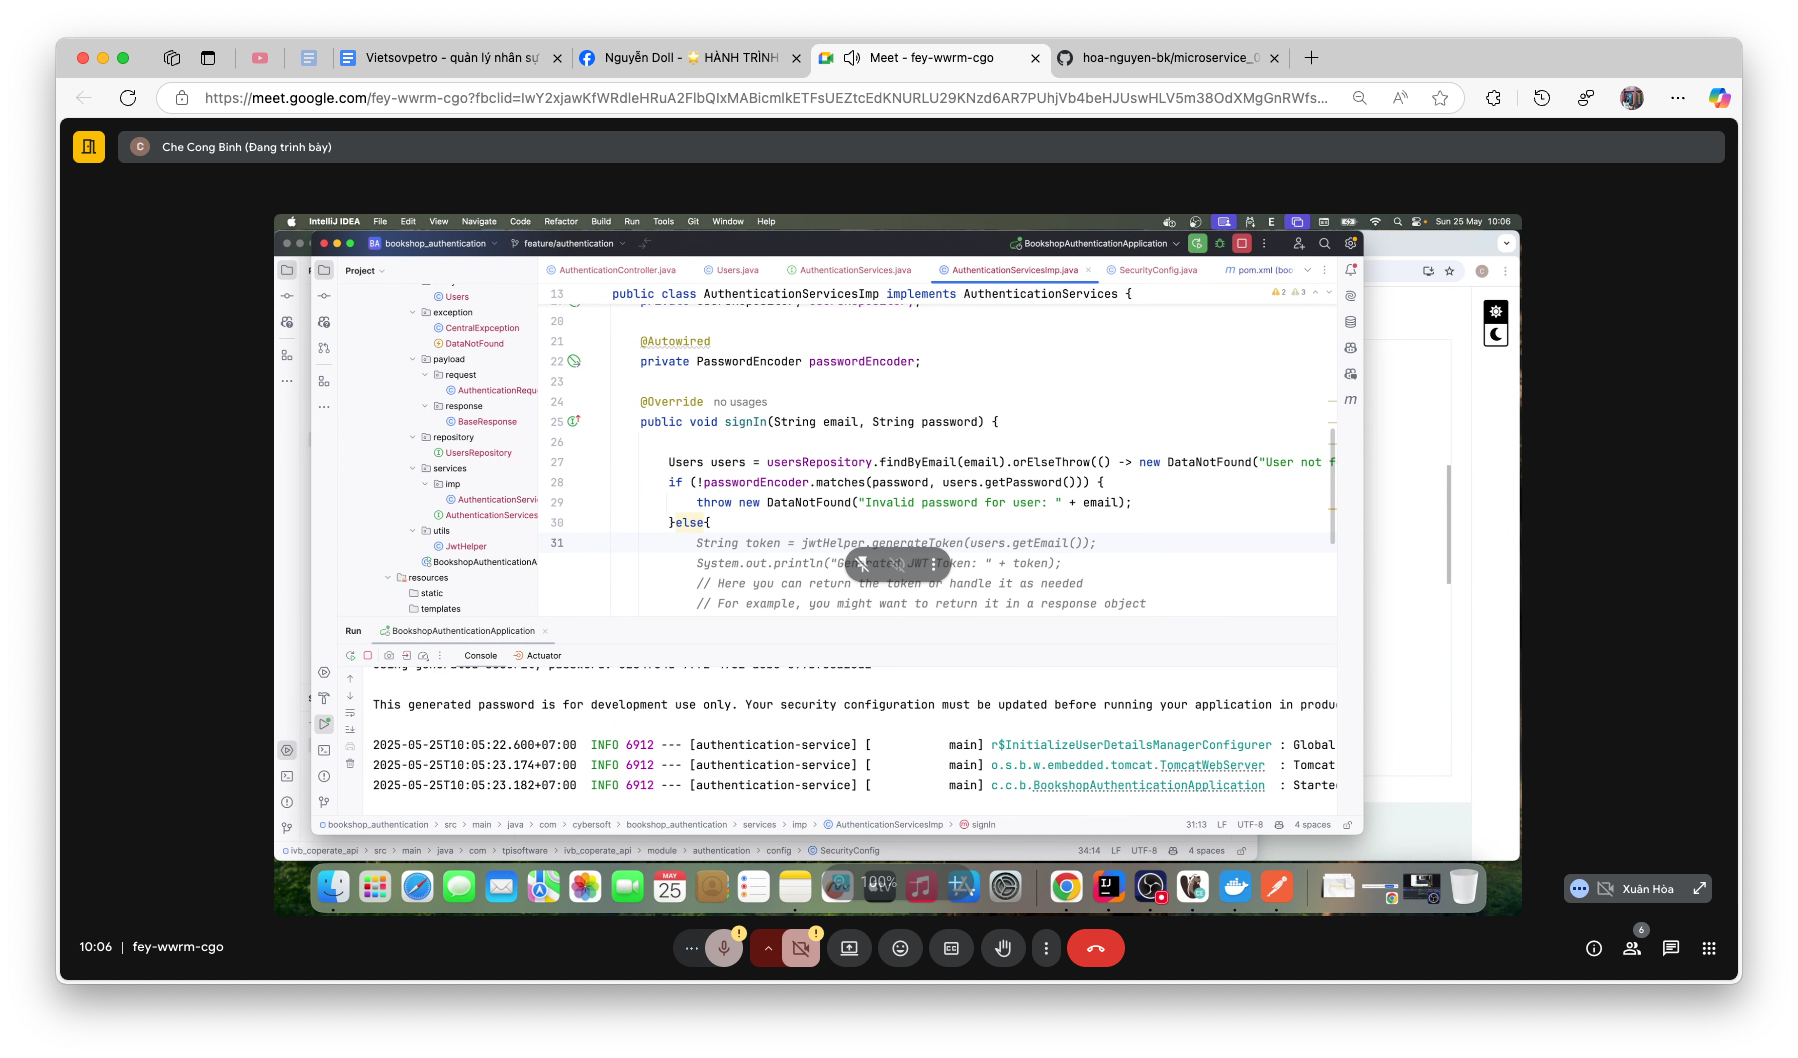 Vietsovpetro - quản lý nhân sự
Nguyễn Doll - ⭐ HÀNH TRÌNH
Meet - fey-wwrm-cgo
hoa-nguyen-bk/microservice_0
https://meet.google.com/fey-wwrm-cgo?fbclid=
C
Che Cong Binh (Đang trình bày)
IntelliJ IDEA File Edit View Navigate Code Refactor Build Run Tools Git Window Help
E
Sun 25 May 10:06
BA bookshop_authentication
feature/authentication
BookshopAuthenticationApplication
Project
AuthenticationController.java
Users.java
AuthenticationServices.java
AuthenticationServicesImp.java
SecurityConfig.java
pom.xml (boo
13 public class AuthenticationServicesImp implements AuthenticationServices {
2 3
Users
exception
CentralExpception
DataNotFound
payload
request
AuthenticationRequ
response
BaseResponse
repository
UsersRepository
services
imp
AuthenticationServi
AuthenticationServices
utils
JwtHelper
BookshopAuthenticationA
resources
static
templates
20
21 @Autowired
22 private PasswordEncoder passwordEncoder;
23
24 @Override no usages
25 public void signIn(String email, String password) {
26
27 Users users = usersRepository.findByEmail(email).orElseThrow(() -> new DataNotFound("User not f
28 if (!passwordEncoder.matches(password, users.getPassword())) {
29 throw new DataNotFound("Invalid password for user: " + email);
30 }else{
31 String token = jwtHelper.generateToken(users.getEmail());
System.out.println("Generated JWT Token: " + token);
// Here you can return the token or handle it as needed
// For example, you might want to return it in a response object
Run BookshopAuthenticationApplication
Console Actuator
This generated password is for development use only. Your security configuration must be updated before running your application in produ
2025-05-25T10:05:22.600+07:00 INFO 6912 --- [authentication-service] [ main] r$InitializeUserDetailsManagerConfigurer : Global
2025-05-25T10:05:23.174+07:00 INFO 6912 --- [authentication-service] [ main] o.s.b.w.embedded.tomcat.TomcatWebServer : Tomcat
2025-05-25T10:05:23.182+07:00 INFO 6912 --- [authentication-service] [ main] c.c.b.BookshopAuthenticationApplication : Starte
bookshop_authentication > src > main > java > com > cybersoft > bookshop_authentication > services > imp > AuthenticationServicesImp > signIn
31:13 LF UTF-8 4 spaces
ivb_coperate_api > src > main > java > com > tpisoftware > ivb_coperate_api > module > authentication > config > SecurityConfig
34:14 LF UTF-8 4 spaces
MAY
25
100%
Xuân Hòa
10:06 | fey-wwrm-cgo
6